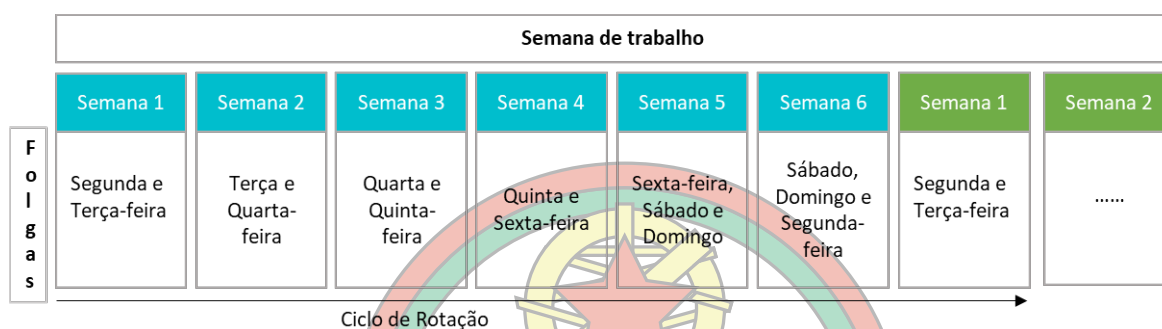 Semana de trabalho
Semana 1
Semana 2
Semana 3
Semana 4
Semana 5
Semana 6
Semana 1
Semana 2
F
o
l
g
a
s
Segunda e
Terça-feira
Terça e
Quarta-
feira
Quarta e
Quinta-
feira
Quinta e
Sexta-feira
Sexta-feira,
Sábado e
Domingo
Sábado,
Domingo e
Segunda-
feira
Segunda e
Terça-feira
......
Ciclo de Rotação